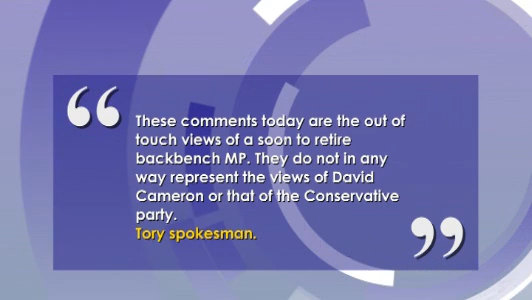 These comments today are the out of
touch views of a soon to retire
backbench MP. They do not in any
way represent the views of David
Cameron or that of the Conservative
party.
Tory spokesman.